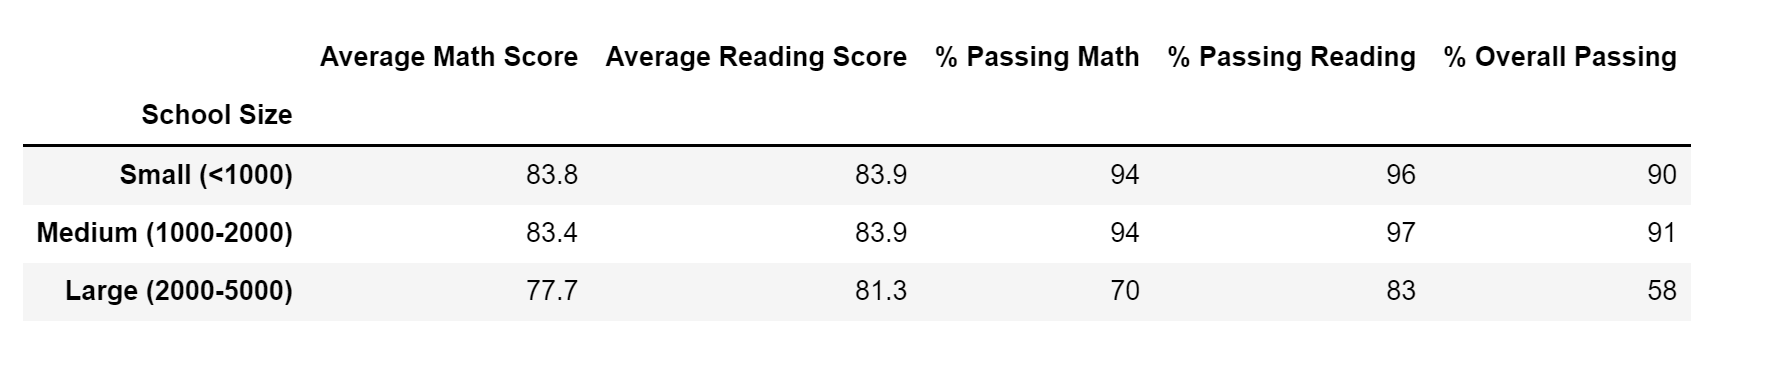 Average Math Score Average Reading Score % Passing Math % Passing Reading % Overall Passing
School Size
Small (<1000) 83.8 83.9 94 96 90
Medium (1000-2000) 83.4 83.9 94 97 91
Large (2000-5000) 77.7 81.3 70 83 58